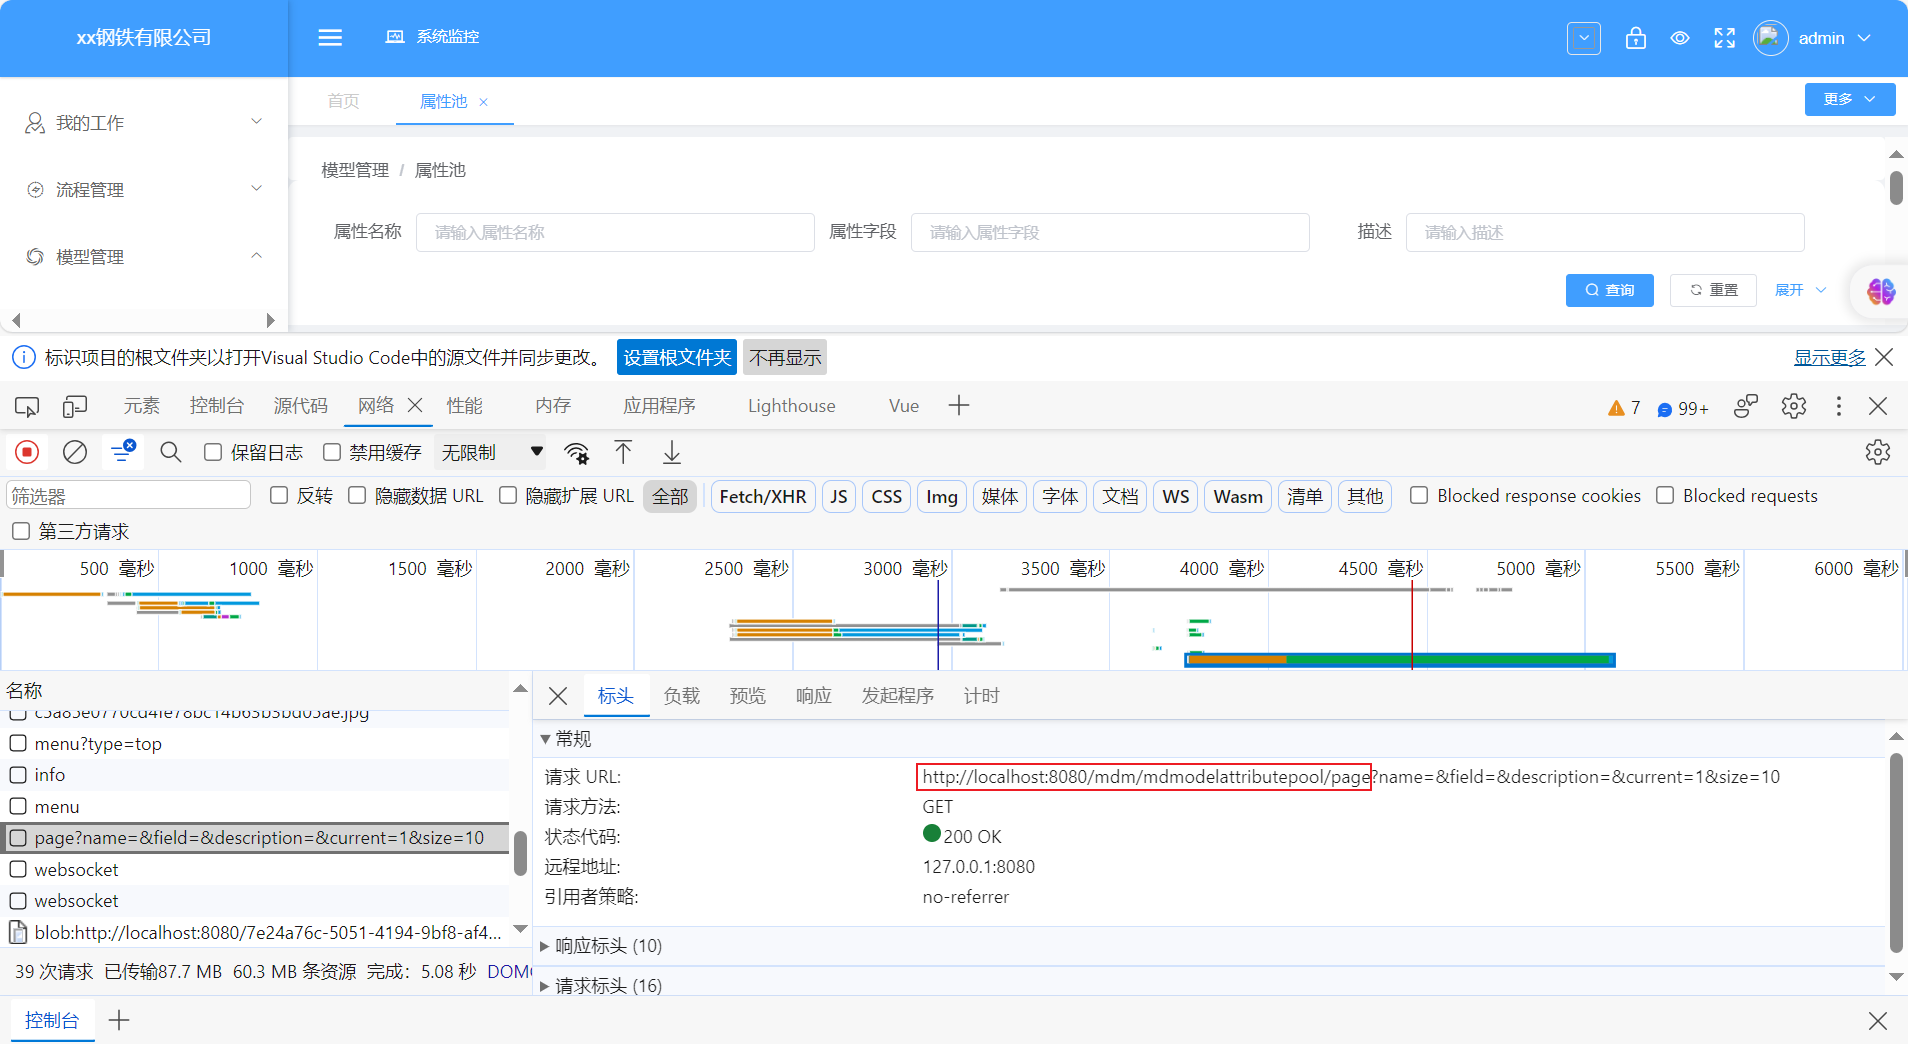 xx钢铁有限公司
系统监控
admin
首页
属性池
更多
我的工作
流程管理
模型管理
模型管理 / 属性池
属性名称 请输入属性名称 属性字段 请输入属性字段 描述 请输入描述
查询 重置 展开
标识项目的根文件夹以打开Visual Studio Code中的源文件并同步更改。 设置根文件夹 不再显示 显示更多
元素 控制台 源代码 网络 性能 内存 应用程序 Lighthouse Vue 7 99+
保留日志 禁用缓存 无限制
筛选器 反转 隐藏数据 URL 隐藏扩展 URL 全部 Fetch/XHR JS CSS Img 媒体 字体 文档 WS Wasm 清单 其他 Blocked response cookies Blocked requests
第三方请求
500 毫秒 1000 毫秒 1500 毫秒 2000 毫秒 2500 毫秒 3000 毫秒 3500 毫秒 4000 毫秒 4500 毫秒 5000 毫秒 5500 毫秒 6000 毫秒
名称
menu?type=top
info
menu
page?name=&field=&description=&current=1&size=10
websocket
websocket
blob:http://localhost:8080/7e24a76c-5051-4194-9bf8-af4...
39 次请求 已传输87.7 MB 60.3 MB 条资源 完成: 5.08 秒
标头 负载 预览 响应 发起程序 计时
常规
请求 URL: http://localhost:8080/mdm/mdmodelattributepool/page?name=&field=&description=&current=1&size=10
请求方法: GET
状态代码: 200 OK
远程地址: 127.0.0.1:8080
引用者策略: no-referrer
响应标头 (10)
请求标头 (16)
控制台